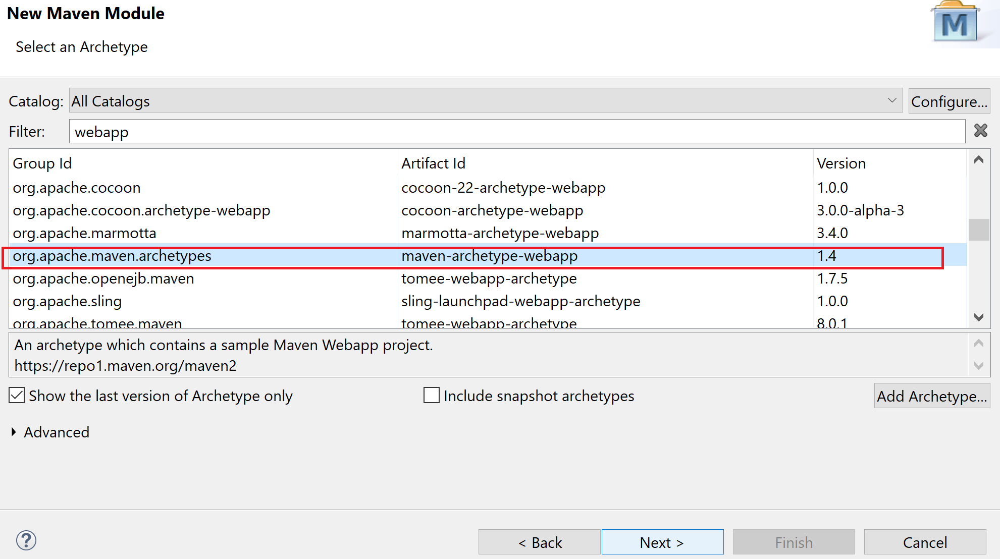 New Maven Module
M
Select an Archetype
Catalog: All Catalogs Configure...
Filter: webapp
Group Id Artifact Id Version
org.apache.cocoon cocoon-22-archetype-webapp 1.0.0
org.apache.cocoon.archetype-webapp cocoon-archetype-webapp 3.0.0-alpha-3
org.apache.marmotta marmotta-archetype-webapp 3.4.0
org.apache.maven.archetypes maven-archetype-webapp 1.4
org.apache.openejb.maven tomee-webapp-archetype 1.7.5
org.apache.sling sling-launchpad-webapp-archetype 1.0.0
org.apache.tomee.maven tomee-webapp-archetype 8.0.1
An archetype which contains a sample Maven Webapp project.
https://repo1.maven.org/maven2
Show the last version of Archetype only Include snapshot archetypes Add Archetype...
Advanced
? < Back Next > Finish Cancel